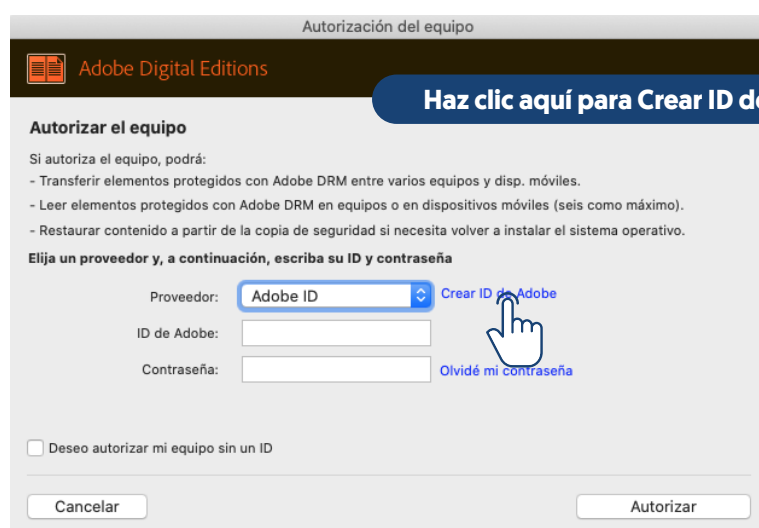 Autorización del equipo
Adobe Digital Editions
Haz clic aquí para Crear ID
Autorizar el equipo
Si autoriza el equipo, podrá:
- Transferir elementos protegidos con Adobe DRM entre varios equipos y disp. móviles.
- Leer elementos protegidos con Adobe DRM en equipos o en dispositivos móviles (seis como máximo).
- Restaurar contenido a partir de la copia de seguridad si necesita volver a instalar el sistema operativo.
Elija un proveedor y, a continuación, escriba su ID y contraseña
Proveedor: Adobe ID Crear ID de Adobe
ID de Adobe:
Contraseña: Olvidé mi contraseña
Deseo autorizar mi equipo sin un ID
Cancelar Autorizar